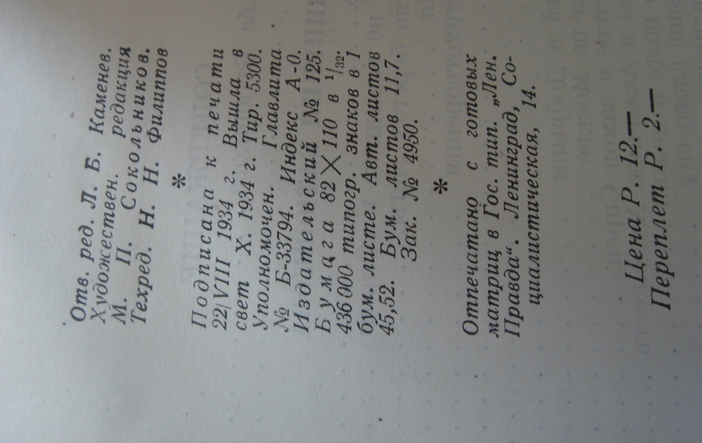 Отв. ред. Л. Б. Каменев.
Художествен. редакция
М. П. Сокольников.
Техред. Н. Н. Филиппов
*
Подписана к печати
22/VIII 1934 г. Вышла в
свет X. 1934 г. Тир. 5300.
Уполномочен. Главлита
№ Б-33794. Индекс А-0.
Издательский № 125.
Бумага 82 × 110 в 1/32.
436 000 типогр. знаков в 1
бум. листе. Авт. листов
45,52. Бум. листов 11,7.
Зак. № 4950.
*
Отпечатано с готовых
матриц в Гос. тип. „Лен.
Правда“. Ленинград, Со-
циалистическая, 14.
Цена Р. 12.—
Переплет Р. 2.—